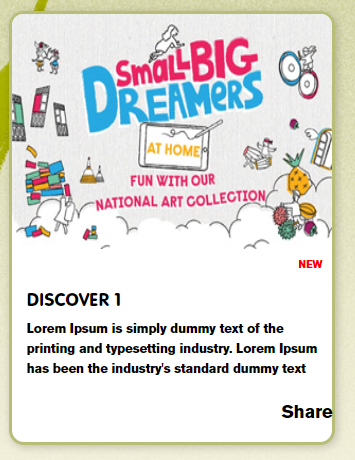 SMALL BIG
DREAMERS
AT HOME
FUN WITH OUR
NATIONAL ART COLLECTION
NEW
DISCOVER 1
Lorem Ipsum is simply dummy text of the
printing and typesetting industry. Lorem Ipsum
has been the industry's standard dummy text
Share